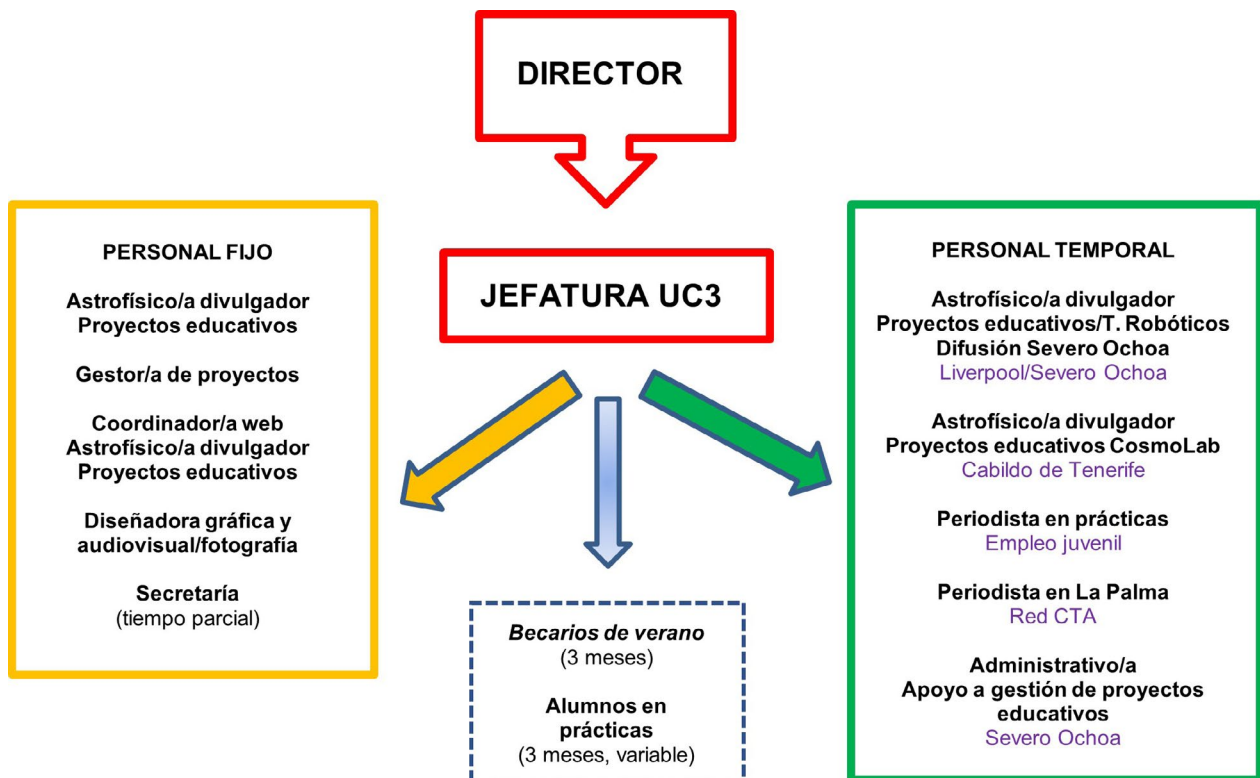 DIRECTOR
JEFATURA UC3
PERSONAL FIJO
Astrofísico/a divulgador
Proyectos educativos
Gestor/a de proyectos
Coordinador/a web
Astrofísico/a divulgador
Proyectos educativos
Diseñadora gráfica y
audiovisual/fotografía
Secretaría
(tiempo parcial)
Becarios de verano
(3 meses)
Alumnos en
prácticas
(3 meses, variable)
PERSONAL TEMPORAL
Astrofísico/a divulgador
Proyectos educativos/T. Robóticos
Difusión Severo Ochoa
Liverpool/Severo Ochoa
Astrofísico/a divulgador
Proyectos educativos CosmoLab
Cabildo de Tenerife
Periodista en prácticas
Empleo juvenil
Periodista en La Palma
Red CTA
Administrativo/a
Apoyo a gestión de proyectos
educativos
Severo Ochoa